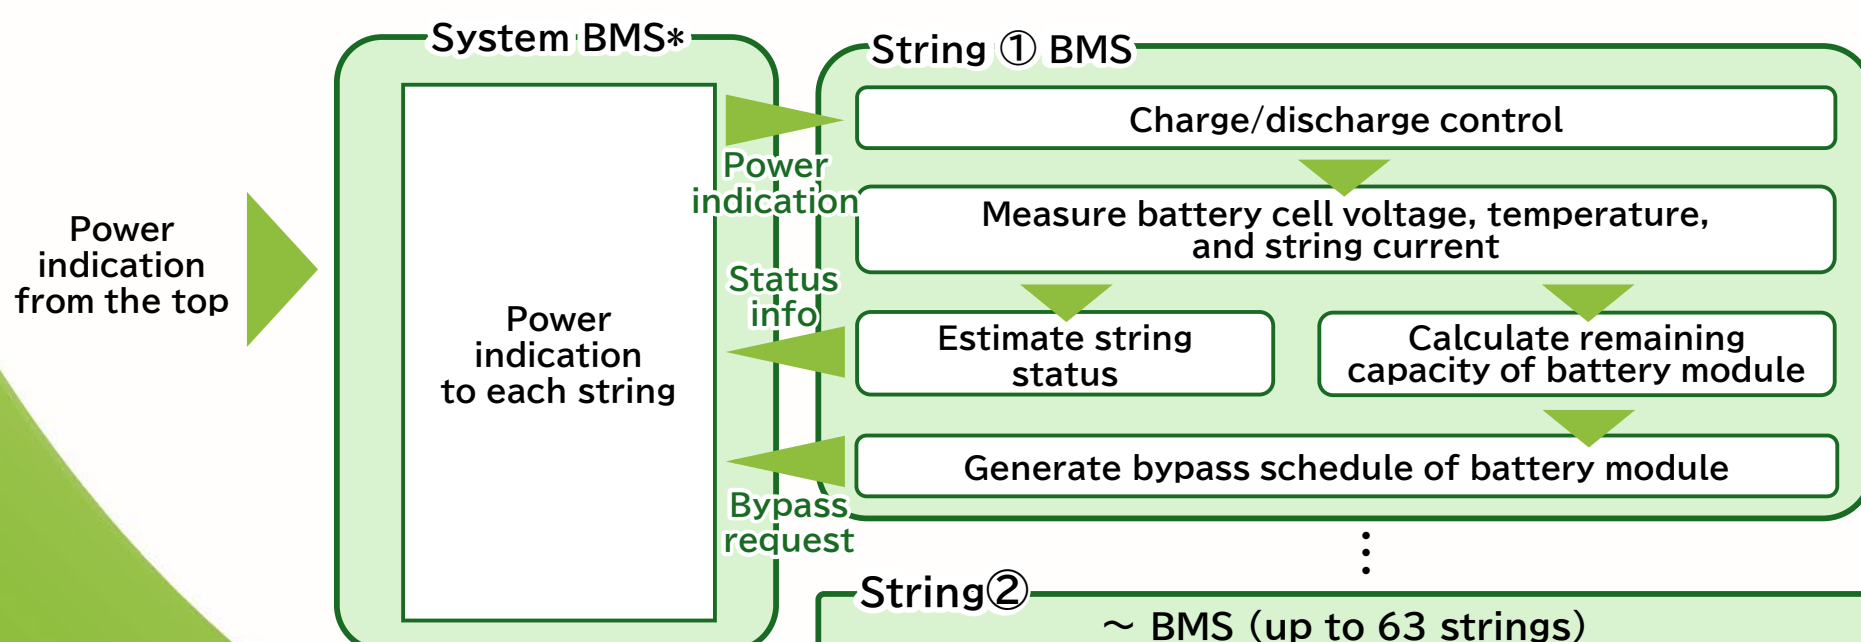 System BMS*
String ① BMS
Charge/discharge control
Power
indication
Measure battery cell voltage, temperature,
and string current
Power
indication
from the top
Status
info
Power
indication
to each string
Estimate string
status
Calculate remaining
capacity of battery module
Generate bypass schedule of battery module
Bypass
request
String②
～ BMS (up to 63 strings)